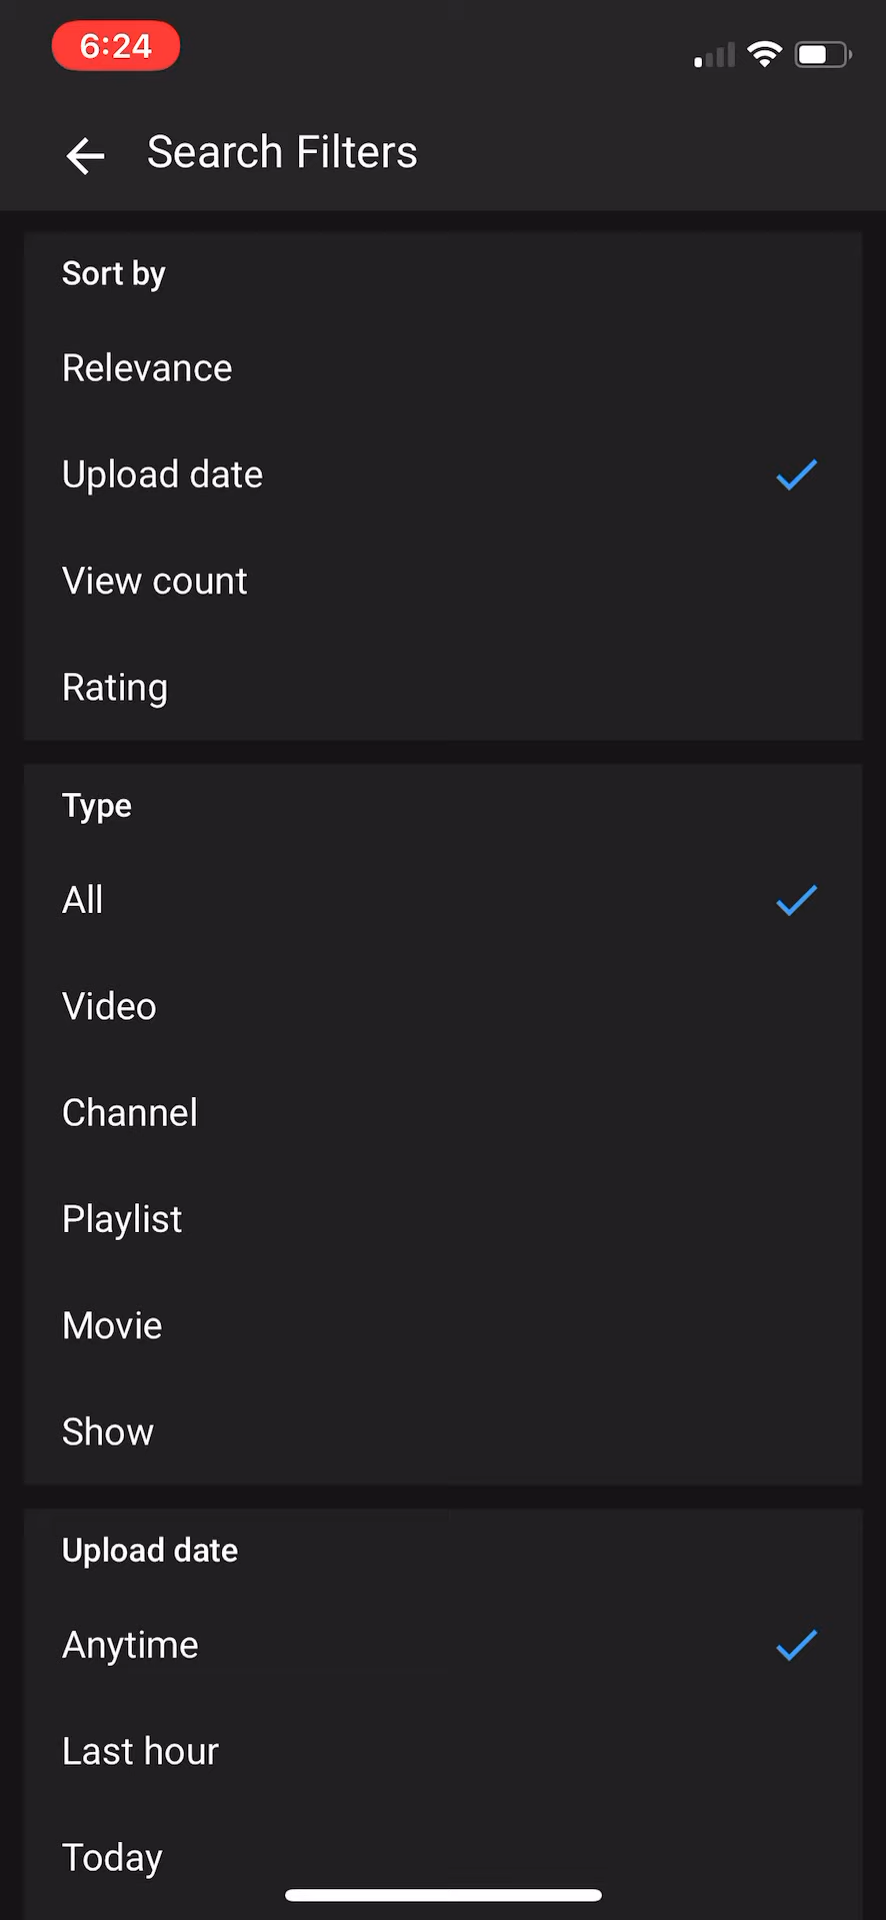 6:24
Search Filters
Sort by
Relevance
Upload date
View count
Rating
Type
All
Video
Channel
Playlist
Movie
Show
Upload date
Anytime
Last hour
Today